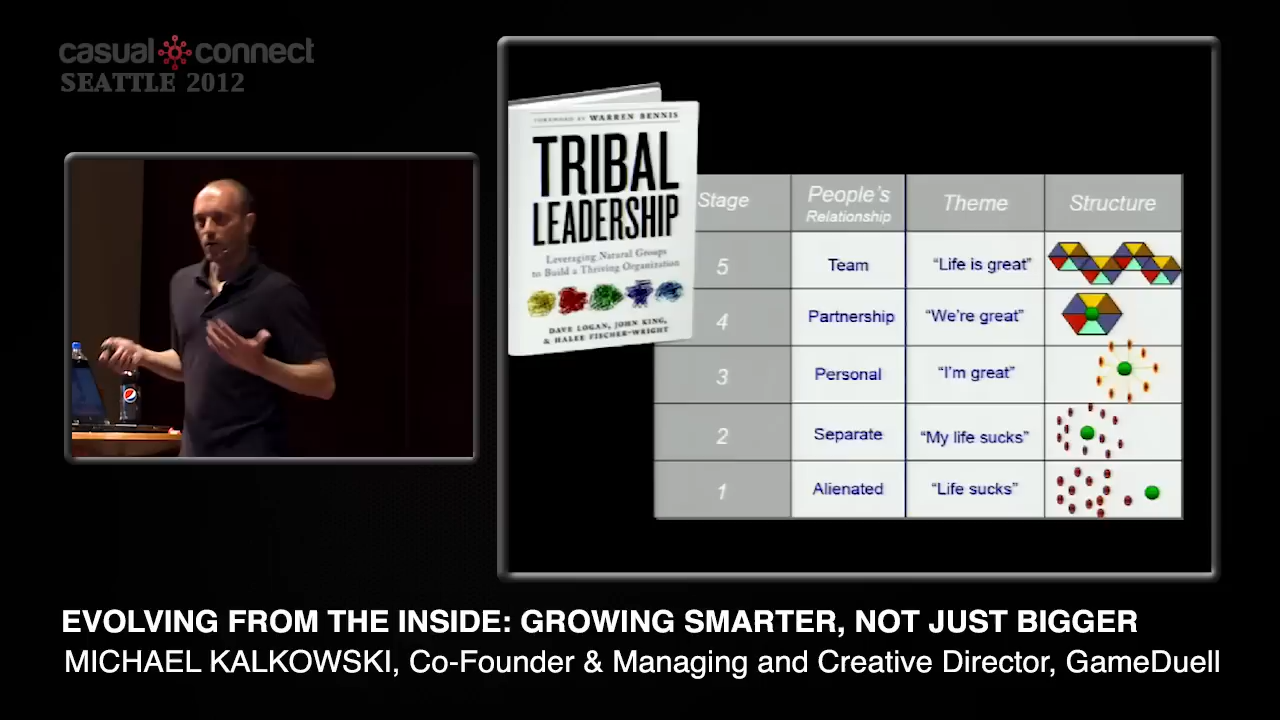 casual connect
SEATTLE 2012
FOREWORD BY WARREN BENNIS
TRIBAL
LEADERSHIP
Leveraging Natural Groups
to Build a Thriving Organization
DAVE LOGAN, JOHN KING,
& HALEE FISCHER-WRIGHT
Stage People's Relationship Theme Structure
5 Team “Life is great”
4 Partnership “We're great”
3 Personal “I'm great”
2 Separate “My life sucks”
1 Alienated “Life sucks”
EVOLVING FROM THE INSIDE: GROWING SMARTER, NOT JUST BIGGER
MICHAEL KALKOWSKI, Co-Founder & Managing and Creative Director, GameDuell